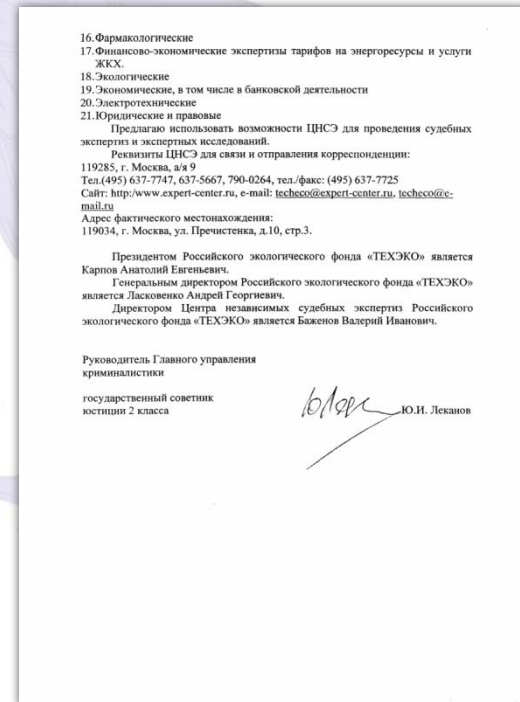 16.Фармакологические
17.Финансово-экономические экспертизы тарифов на энергоресурсы и услуги
ЖКХ.
18.Экологические
19.Экономические, в том числе в банковской деятельности
20.Электротехнические
21.Юридические и правовые
Предлагаю использовать возможности ЦНСЭ для проведения судебных
экспертиз и экспертных исследований.
Реквизиты ЦНСЭ для связи и отправления корреспонденции:
119285, г. Москва, а/я 9
Тел.(495) 637-7747, 637-5667, 790-0264, тел./факс: (495) 637-7725
Сайт: http:/www.expert-center.ru, e-mail: techeco@expert-center.ru, techeco@e-
mail.ru
Адрес фактического местонахождения:
119034, г. Москва, ул. Пречистенка, д.10, стр.3.
Президентом Российского экологического фонда «ТЕХЭКО» является
Карпов Анатолий Евгеньевич.
Генеральным директором Российского экологического фонда «ТЕХЭКО»
является Ласковенко Андрей Георгиевич.
Директором Центра независимых судебных экспертиз Российского
экологического фонда «ТЕХЭКО» является Баженов Валерий Иванович.
Руководитель Главного управления
криминалистики
государственный советник
юстиции 2 класса Ю.И. Леканов